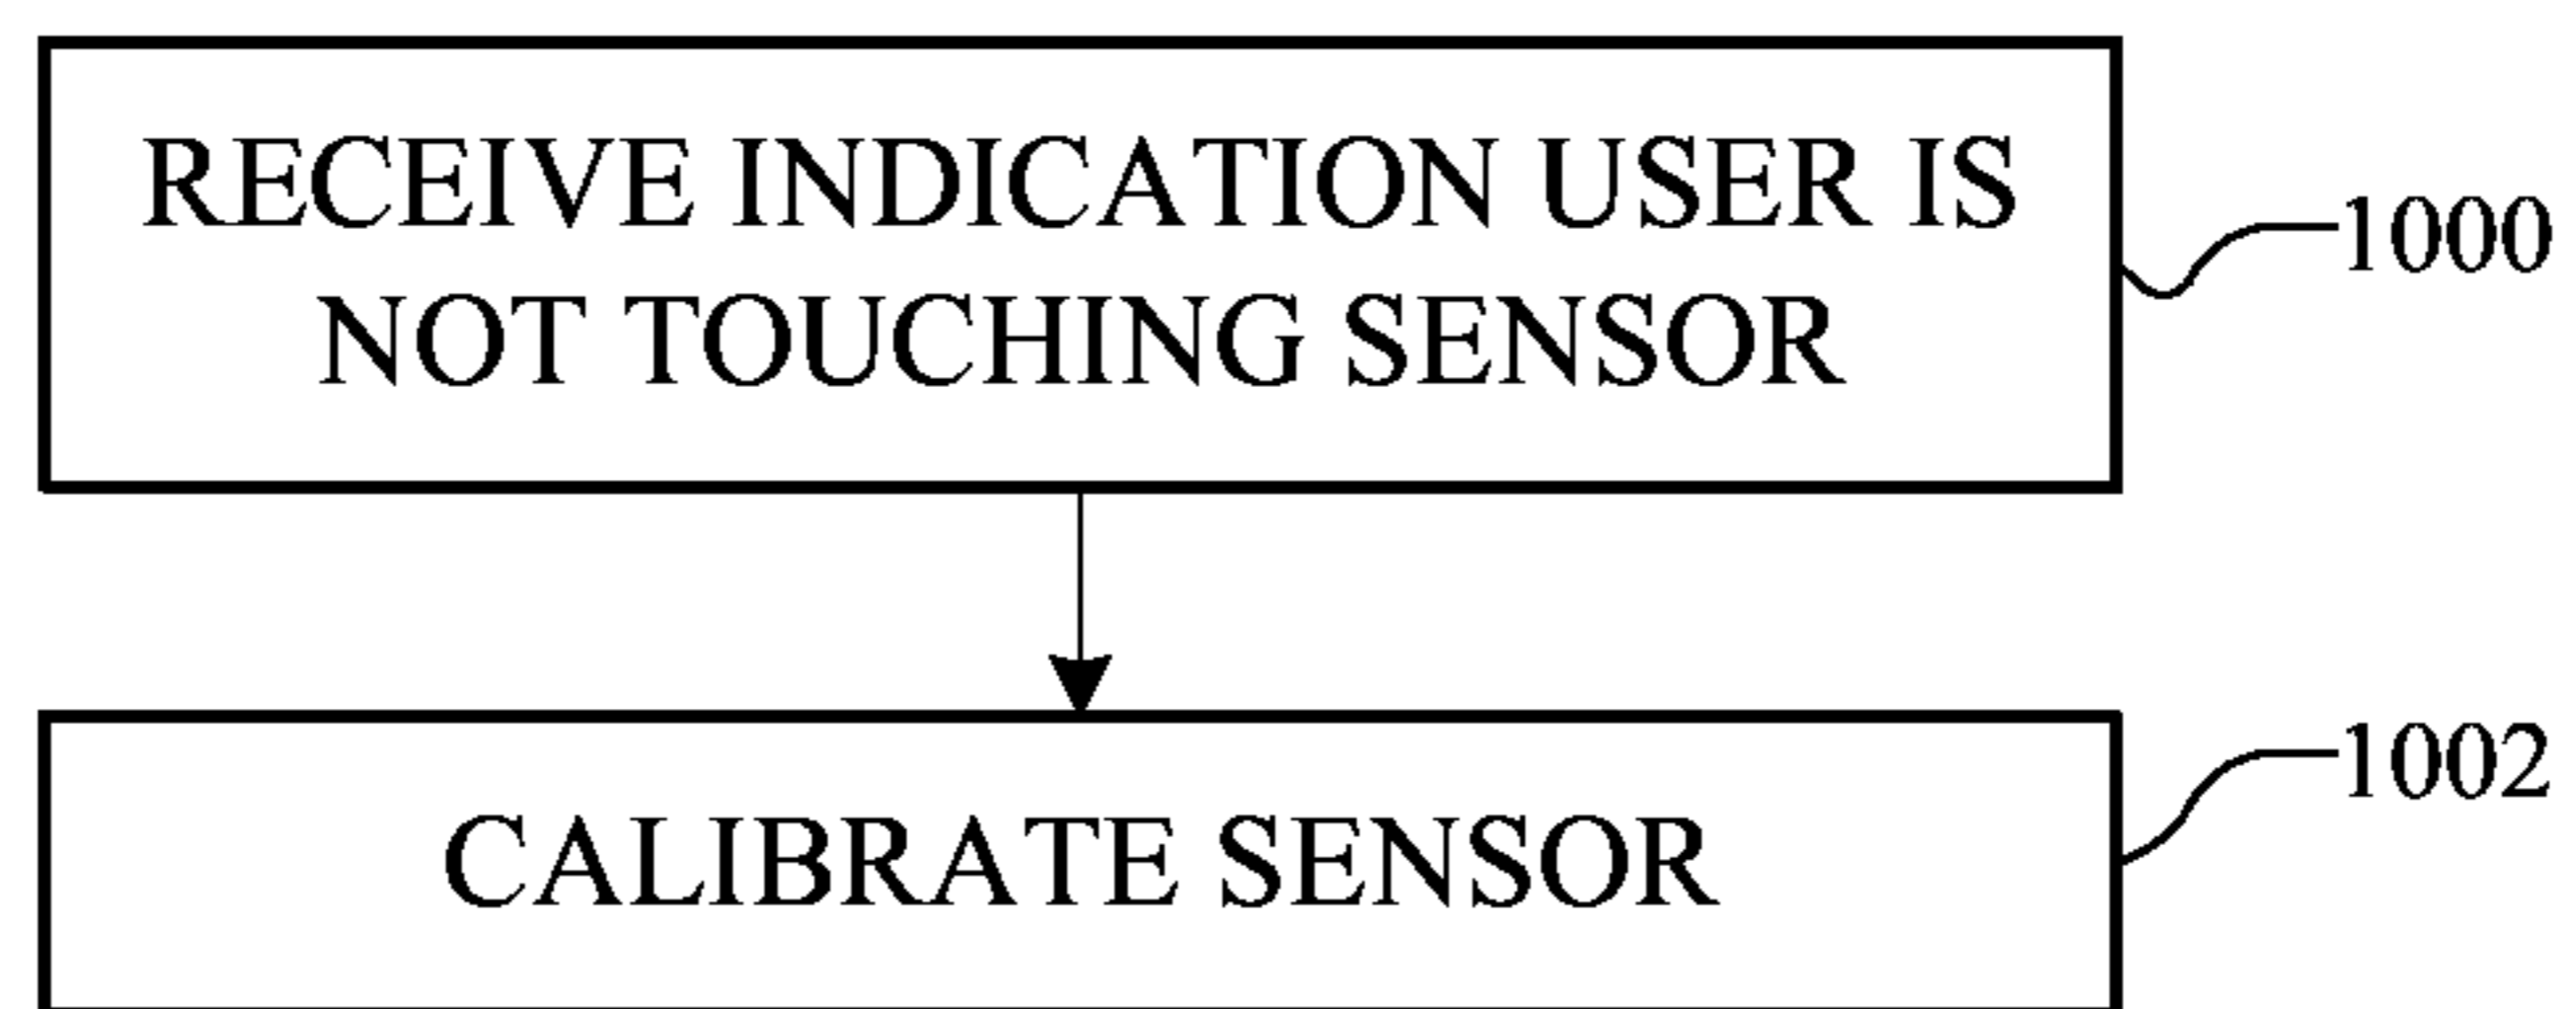 RECEIVE INDICATION USER IS
NOT TOUCHING SENSOR
1000
CALIBRATE SENSOR
1002